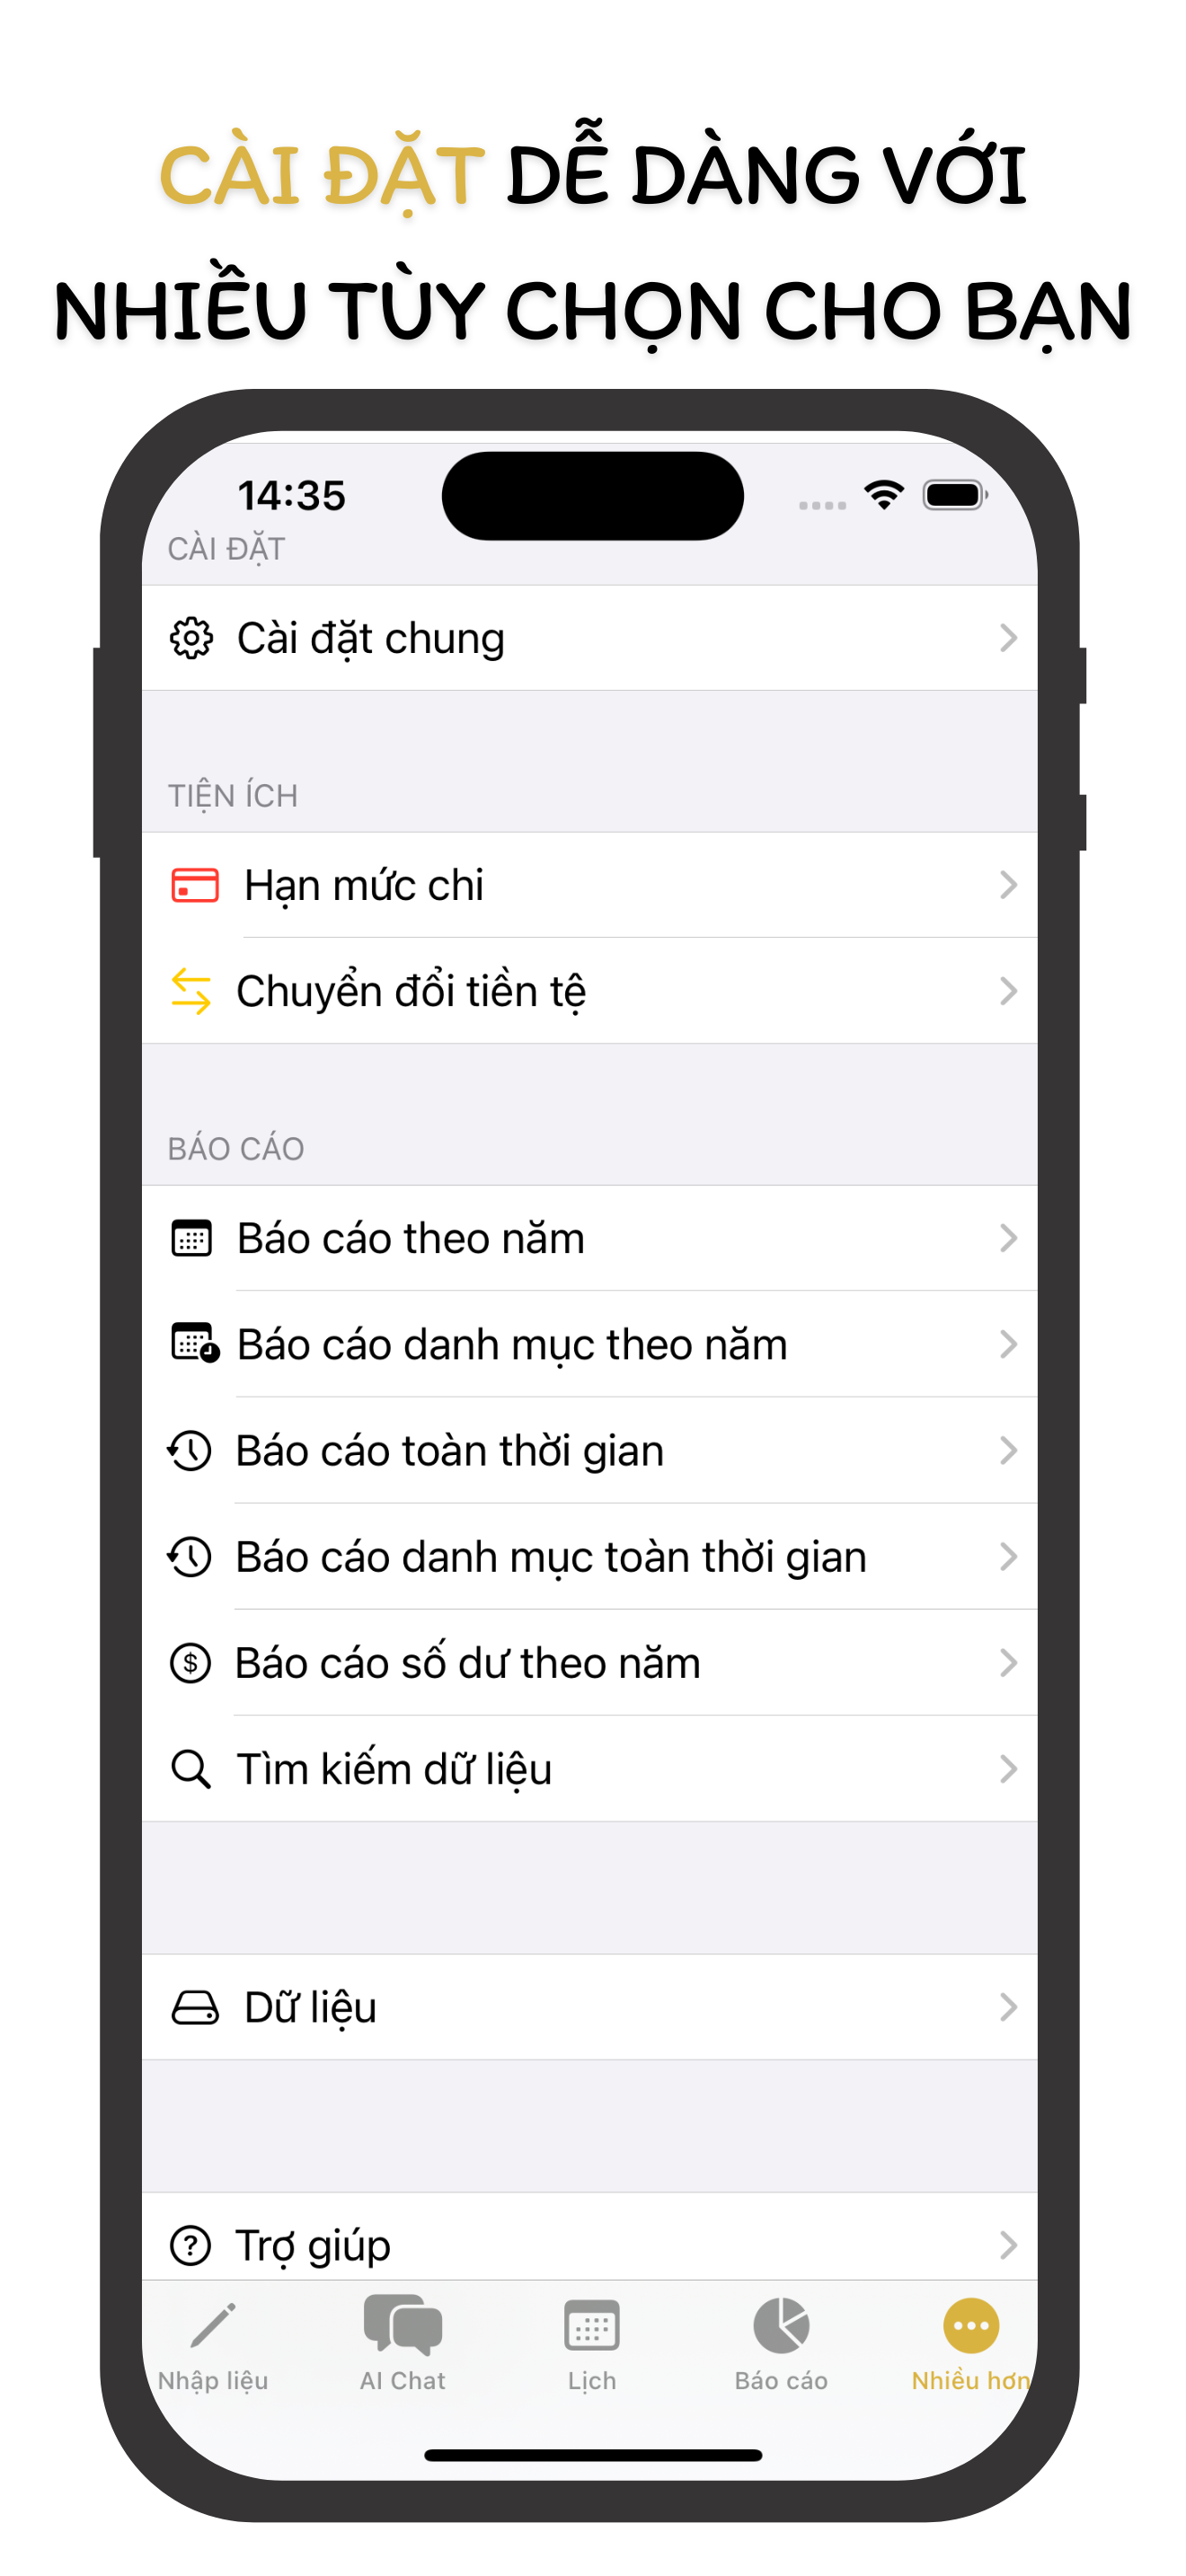 CÀI ĐẶT DỄ DÀNG VỚI
NHIỀU TÙY CHỌN CHO BẠN
14:35
CÀI ĐẶT
Cài đặt chung
TIỆN ÍCH
Hạn mức chi
Chuyển đổi tiền tệ
BÁO CÁO
Báo cáo theo năm
Báo cáo danh mục theo năm
Báo cáo toàn thời gian
Báo cáo danh mục toàn thời gian
Báo cáo số dư theo năm
Tìm kiếm dữ liệu
Dữ liệu
Trợ giúp
Nhập liệu AI Chat Lịch Báo cáo Nhiều hơn